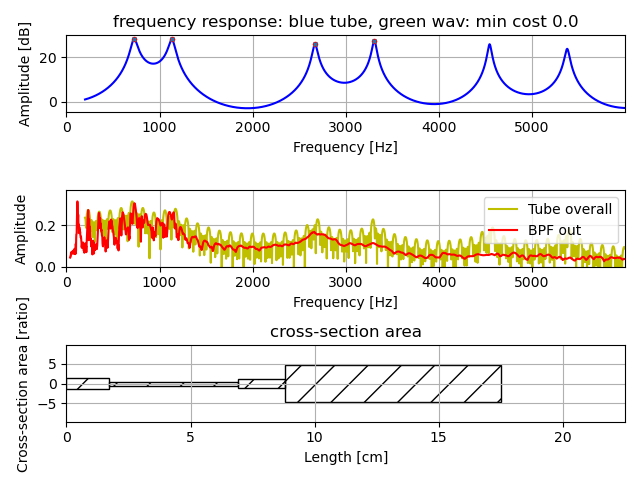 frequency response: blue tube, green wav: min cost 0.0
Amplitude [dB]
20
0
0
1000
2000
3000
4000
5000
Frequency [Hz]
Amplitude
0.2
0.0
Tube overall
BPF out
0
1000
2000
3000
4000
5000
Frequency [Hz]
cross-section area
Cross-section area [ratio]
5
0
−5
0
5
10
15
20
Length [cm]